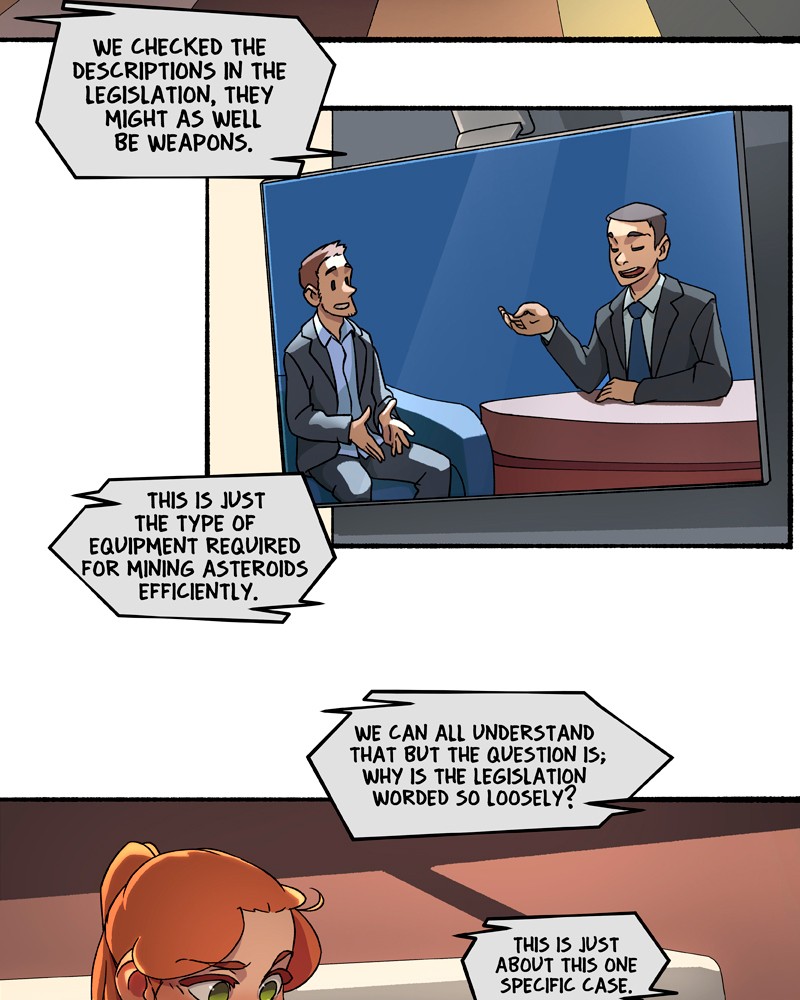 WE CHECKED THE
DESCRIPTIONS IN THE
LEGISLATION, THEY
MIGHT AS WELL
BE WEAPONS.
THIS IS JUST
THE TYPE OF
EQUIPMENT REQUIRED
FOR MINING ASTEROIDS
EFFICIENTLY.
WE CAN ALL UNDERSTAND
THAT BUT THE QUESTION IS;
WHY IS THE LEGISLATION
WORDED SO LOOSELY?
THIS IS JUST
ABOUT THIS ONE
SPECIFIC CASE.